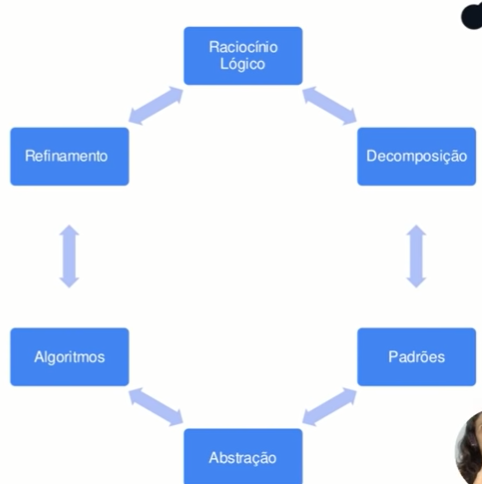 Raciocínio
Lógico
Refinamento
Decomposição
Algoritmos
Padrões
Abstração